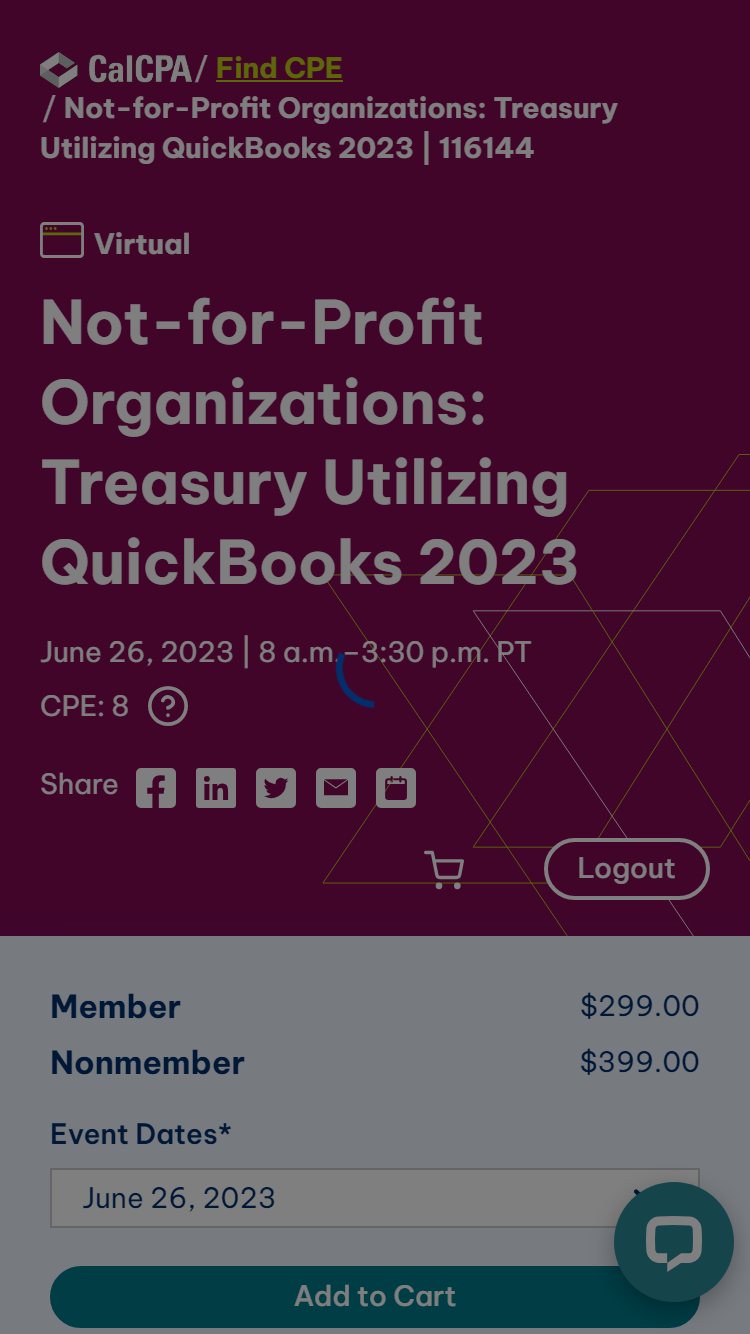 CalCPA / Find CPE
/ Not-for-Profit Organizations: Treasury
Utilizing QuickBooks 2023 | 116144
Virtual
Not-for-Profit
Organizations:
Treasury Utilizing
QuickBooks 2023
June 26, 2023 | 8 a.m.–3:30 p.m. PT
CPE: 8 ?
Share
Logout
Member $299.00
Nonmember $399.00
Event Dates*
June 26, 2023
Add to Cart